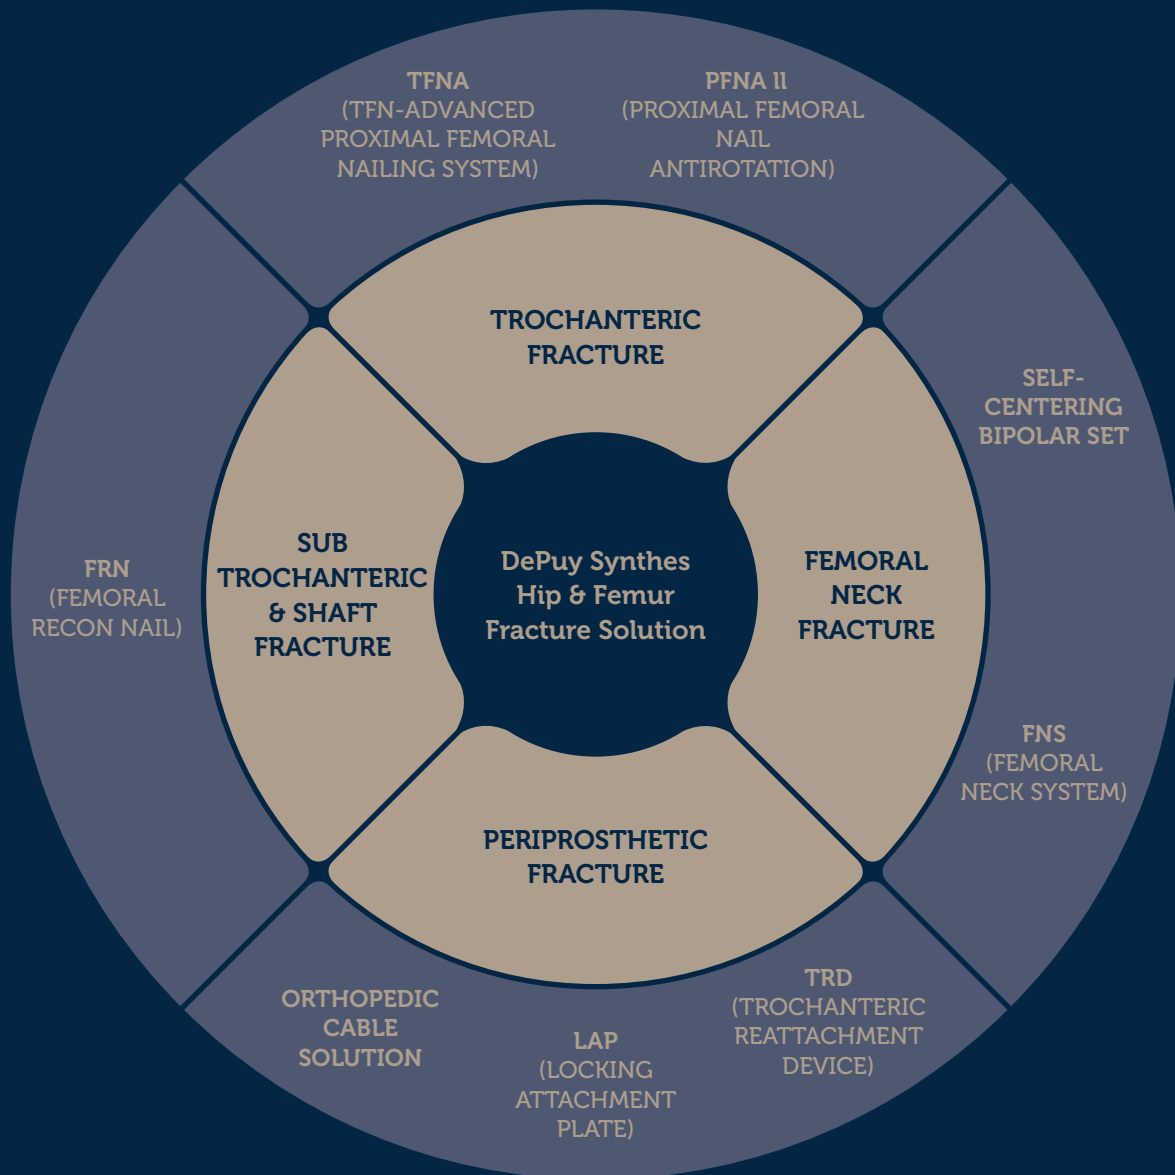 TFNA
(TFN-ADVANCED
PROXIMAL FEMORAL
NAILING SYSTEM)
PFNA II
(PROXIMAL FEMORAL
NAIL
ANTIROTATION)
TROCHANTERIC
FRACTURE
SELF-
CENTERING
BIPOLAR SET
FRN
(FEMORAL
RECON NAIL)
SUB
TROCHANTERIC
& SHAFT
FRACTURE
DePuy Synthes
Hip & Femur
Fracture Solution
FEMORAL
NECK
FRACTURE
FNS
(FEMORAL
NECK SYSTEM)
PERIPROSTHETIC
FRACTURE
ORTHOPEDIC
CABLE
SOLUTION
LAP
(LOCKING
ATTACHMENT
PLATE)
TRD
(TROCHANTERIC
REATTACHMENT
DEVICE)